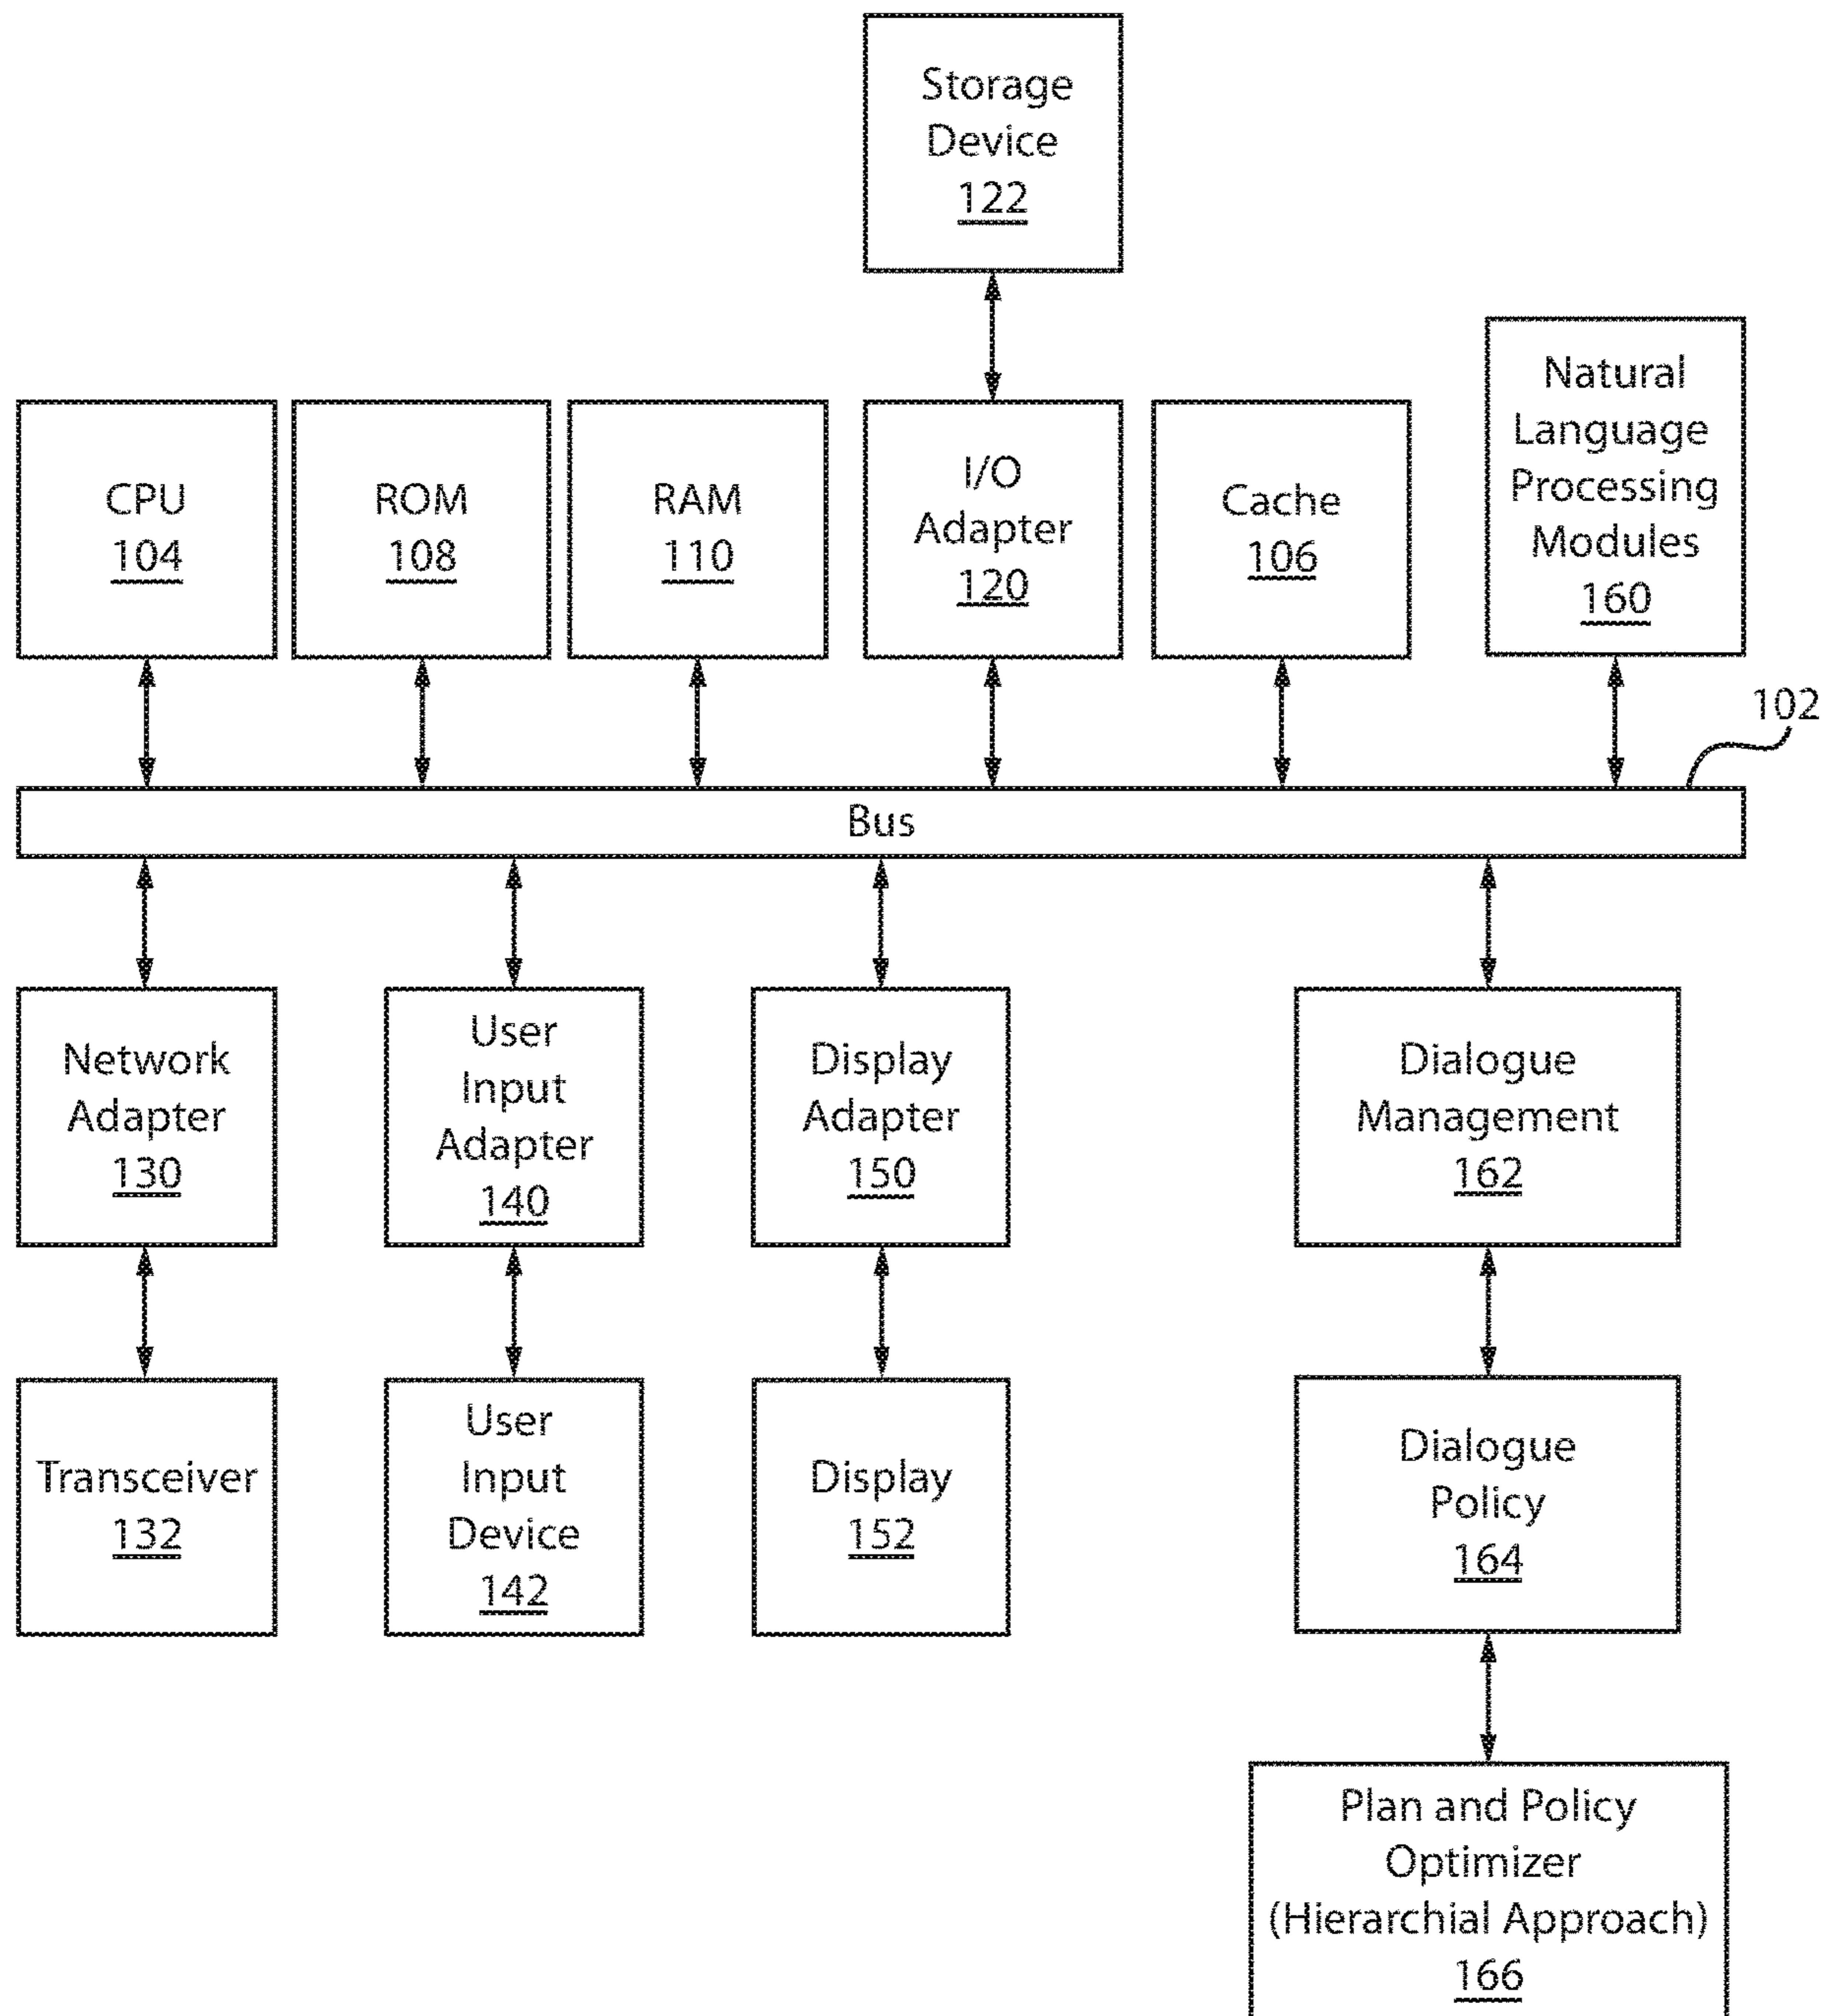 Storage
Device
122
CPU
104
ROM
108
RAM
110
I/O
Adapter
120
Cache
106
Natural
Language
Processing
Modules
160
102
Bus
Network
Adapter
130
User
Input
Adapter
140
Display
Adapter
150
Dialogue
Management
162
Transceiver
132
User
Input
Device
142
Display
152
Dialogue
Policy
164
Plan and Policy
Optimizer
(Hierarchial Approach)
166